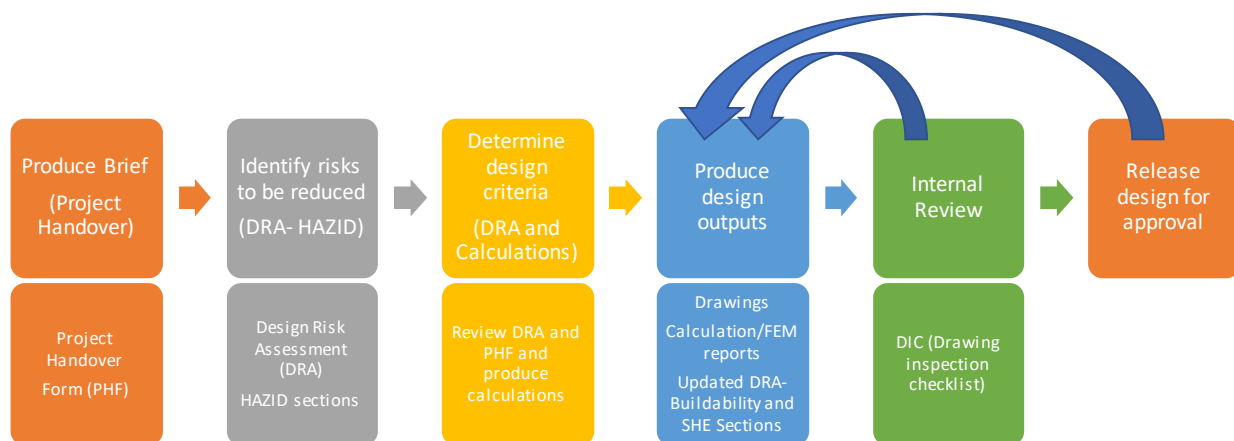 Produce Brief
(Project
Handover)
Identify risks
to be reduced
(DRA- HAZID)
Determine
design
criteria
(DRA and
Calculations)
Produce
design
outputs
Internal
Review
Release
design for
approval
Project
Handover
Form (PHF)
Design Risk
Assessment
(DRA)
HAZID sections
Review DRA and
PHF and
produce
calculations
Drawings
Calculation/FEM
reports
Updated DRA-
Buildability and
SHE Sections
DIC (Drawing
inspection
checklist)